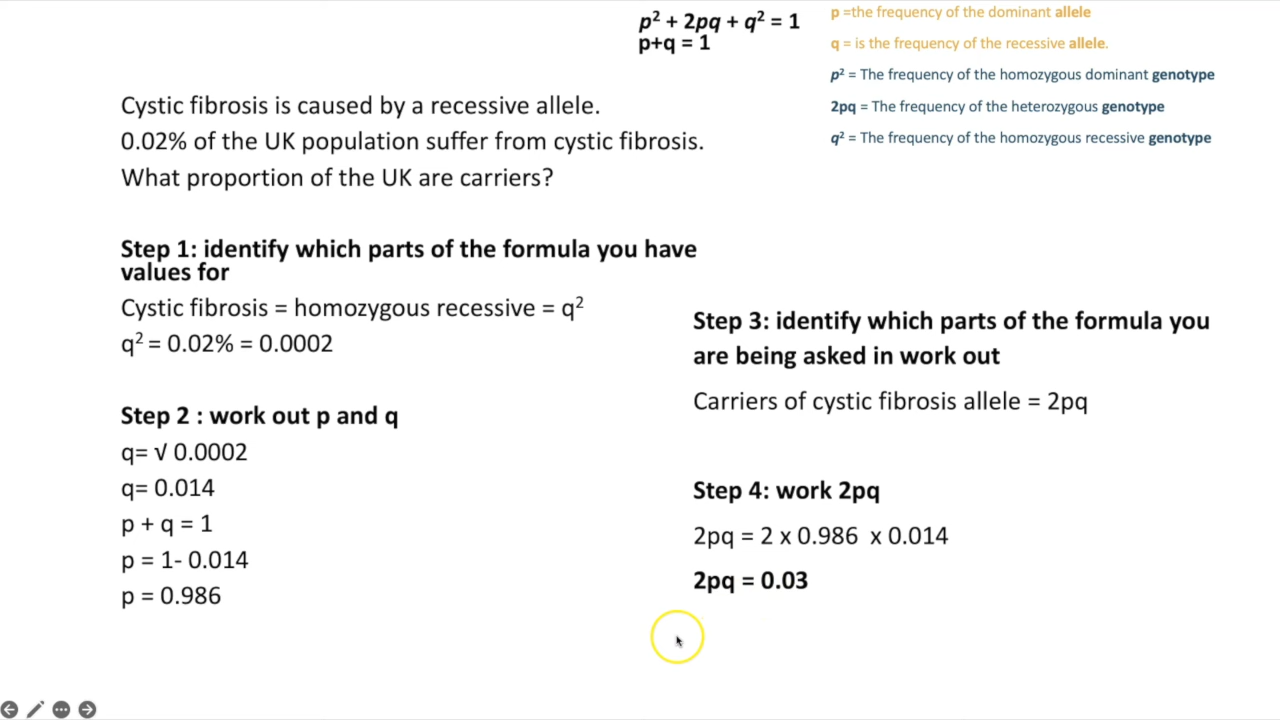 p² + 2pq + q² = 1
p+q = 1
p =the frequency of the dominant allele
q = is the frequency of the recessive allele.
p² = The frequency of the homozygous dominant genotype
2pq = The frequency of the heterozygous genotype
q² = The frequency of the homozygous recessive genotype
Cystic fibrosis is caused by a recessive allele.
0.02% of the UK population suffer from cystic fibrosis.
What proportion of the UK are carriers?
Step 1: identify which parts of the formula you have
values for
Cystic fibrosis = homozygous recessive = q²
q² = 0.02% = 0.0002
Step 2 : work out p and q
q= √ 0.0002
q= 0.014
p + q = 1
p = 1- 0.014
p = 0.986
Step 3: identify which parts of the formula you
are being asked in work out
Carriers of cystic fibrosis allele = 2pq
Step 4: work 2pq
2pq = 2 x 0.986 x 0.014
2pq = 0.03